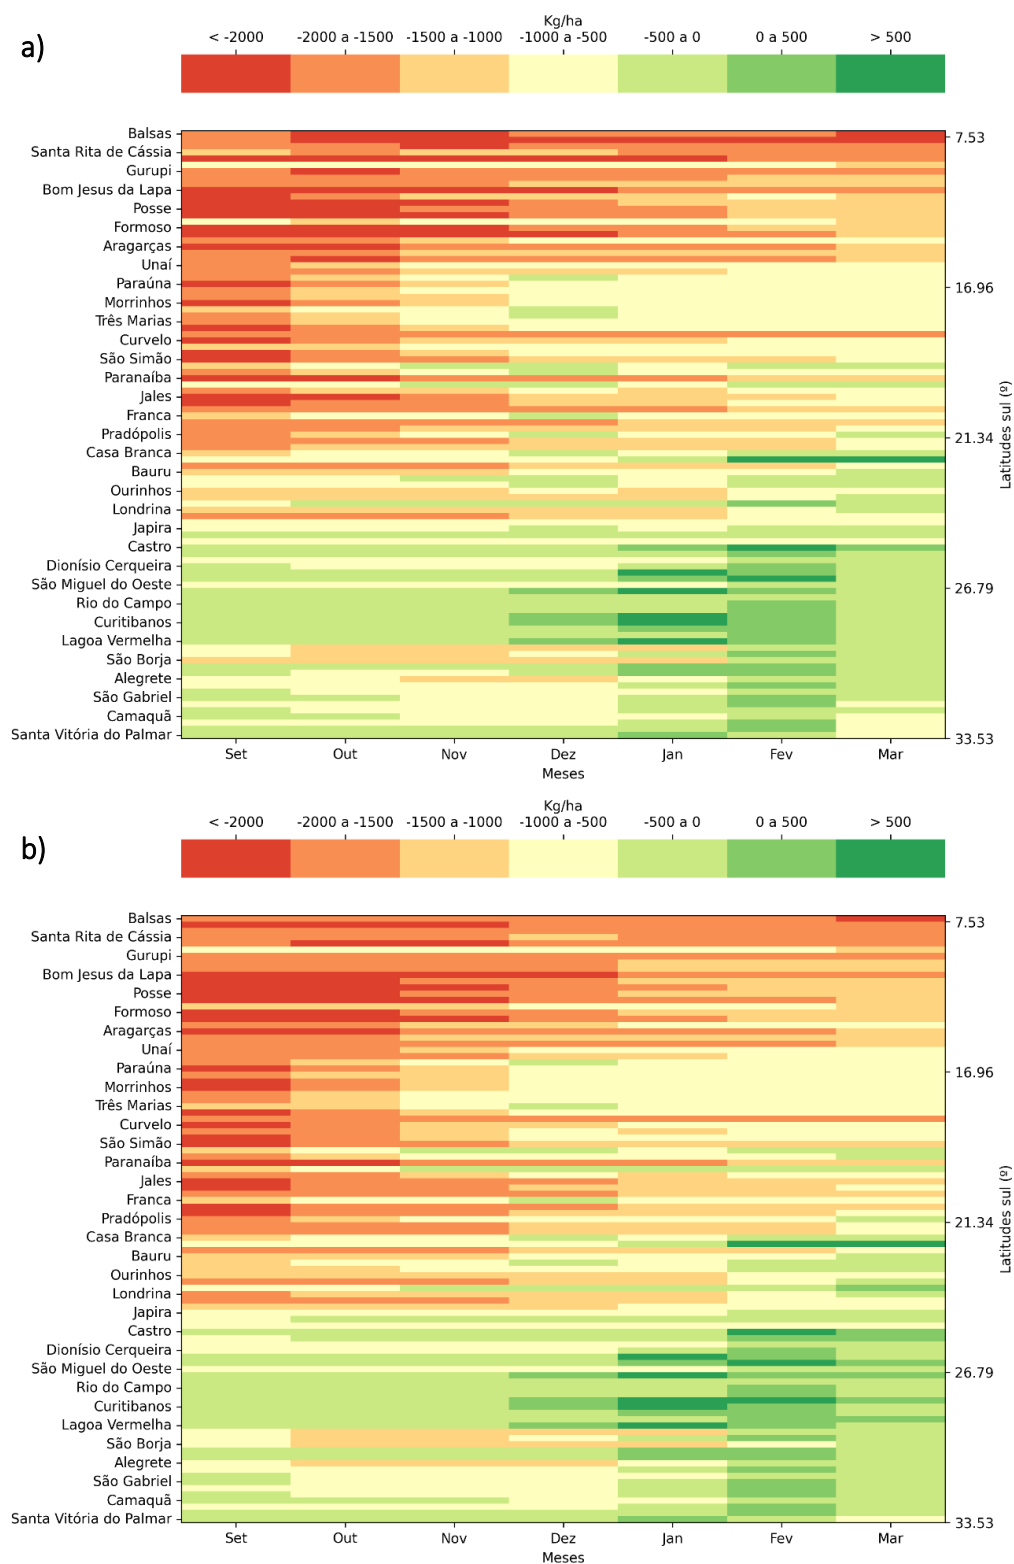 a)
Kg/ha
< -2000 -2000 a -1500 -1500 a -1000 -1000 a -500 -500 a 0 0 a 500 > 500
Balsas
Santa Rita de Cássia
Gurupi
Bom Jesus da Lapa
Posse
Formoso
Aragarças
Unaí
Paraúna
Morrinhos
Três Marias
Curvelo
São Simão
Paranaíba
Jales
Franca
Pradópolis
Casa Branca
Bauru
Ourinhos
Londrina
Japira
Castro
Dionísio Cerqueira
São Miguel do Oeste
Rio do Campo
Curitibanos
Lagoa Vermelha
São Borja
Alegrete
São Gabriel
Camaquã
Santa Vitória do Palmar
7.53
16.96
21.34
26.79
33.53
Latitudes sul (º)
Set Out Nov Dez Jan Fev Mar
Meses
b)
Kg/ha
< -2000 -2000 a -1500 -1500 a -1000 -1000 a -500 -500 a 0 0 a 500 > 500
Balsas
Santa Rita de Cássia
Gurupi
Bom Jesus da Lapa
Posse
Formoso
Aragarças
Unaí
Paraúna
Morrinhos
Três Marias
Curvelo
São Simão
Paranaíba
Jales
Franca
Pradópolis
Casa Branca
Bauru
Ourinhos
Londrina
Japira
Castro
Dionísio Cerqueira
São Miguel do Oeste
Rio do Campo
Curitibanos
Lagoa Vermelha
São Borja
Alegrete
São Gabriel
Camaquã
Santa Vitória do Palmar
7.53
16.96
21.34
26.79
33.53
Latitudes sul (º)
Set Out Nov Dez Jan Fev Mar
Meses